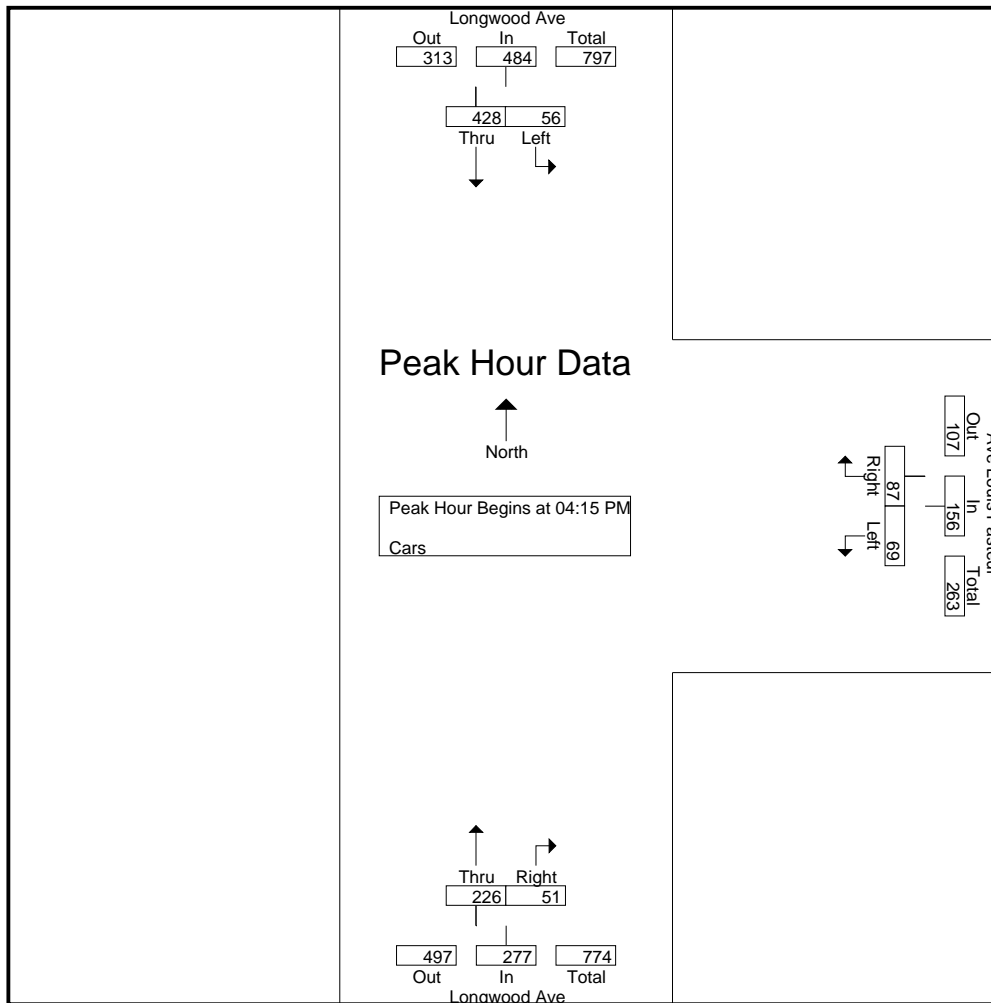 Longwood Ave
Out In Total
313 484 797
428 56
Thru Left
Peak Hour Data
North
Peak Hour Begins at 04:15 PM
Cars
Out In Total
107 156 263
87 69
Right Left
Thru Right
226 51
497 277 774
Out In Total
Longwood Ave